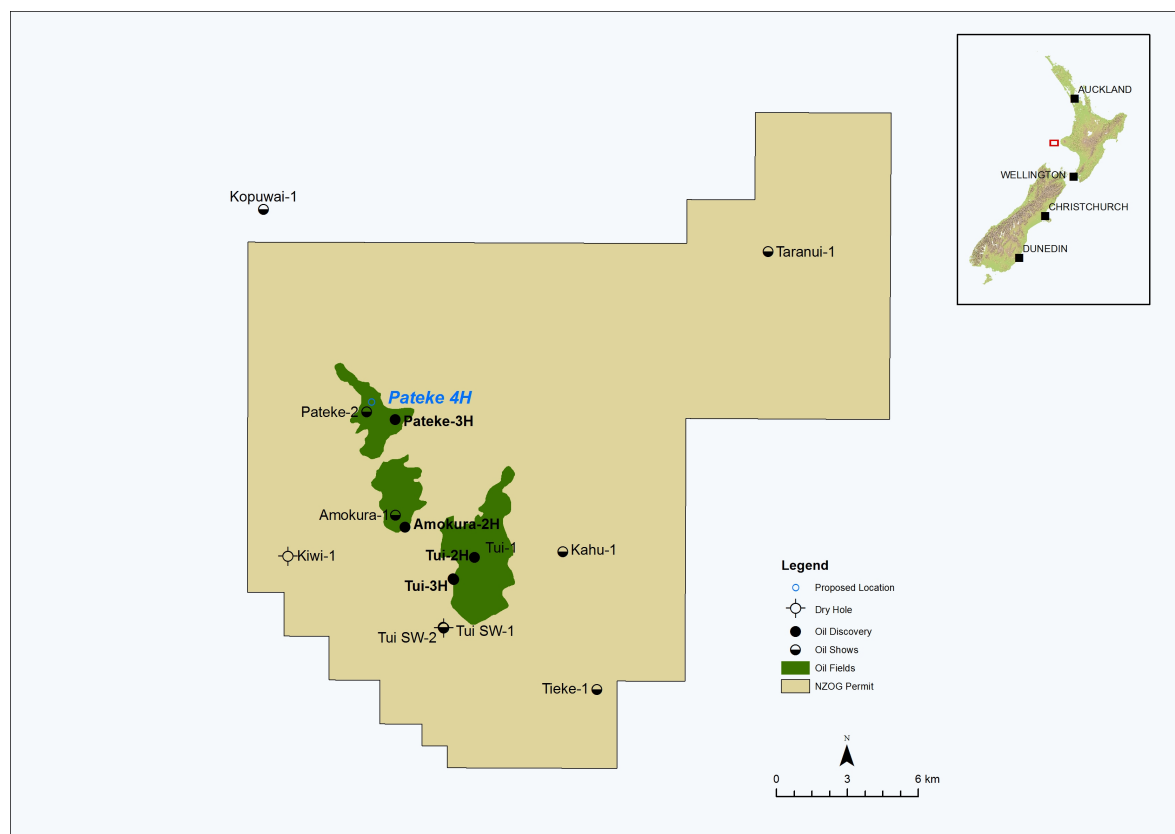 AUCKLAND
WELLINGTON
CHRISTCHURCH
DUNEDIN
Kopuwai-1
Taranui-1
Pateke 4H
Pateke-2
Pateke-3H
Amokura-1
Amokura-2H
Kiwi-1
Tui-2H
Tui-1
Kahu-1
Tui-3H
Tui SW-2
Tui SW-1
Tieke-1
Legend
Proposed Location
Dry Hole
Oil Discovery
Oil Shows
Oil Fields
NZOG Permit
N
0 3 6 km